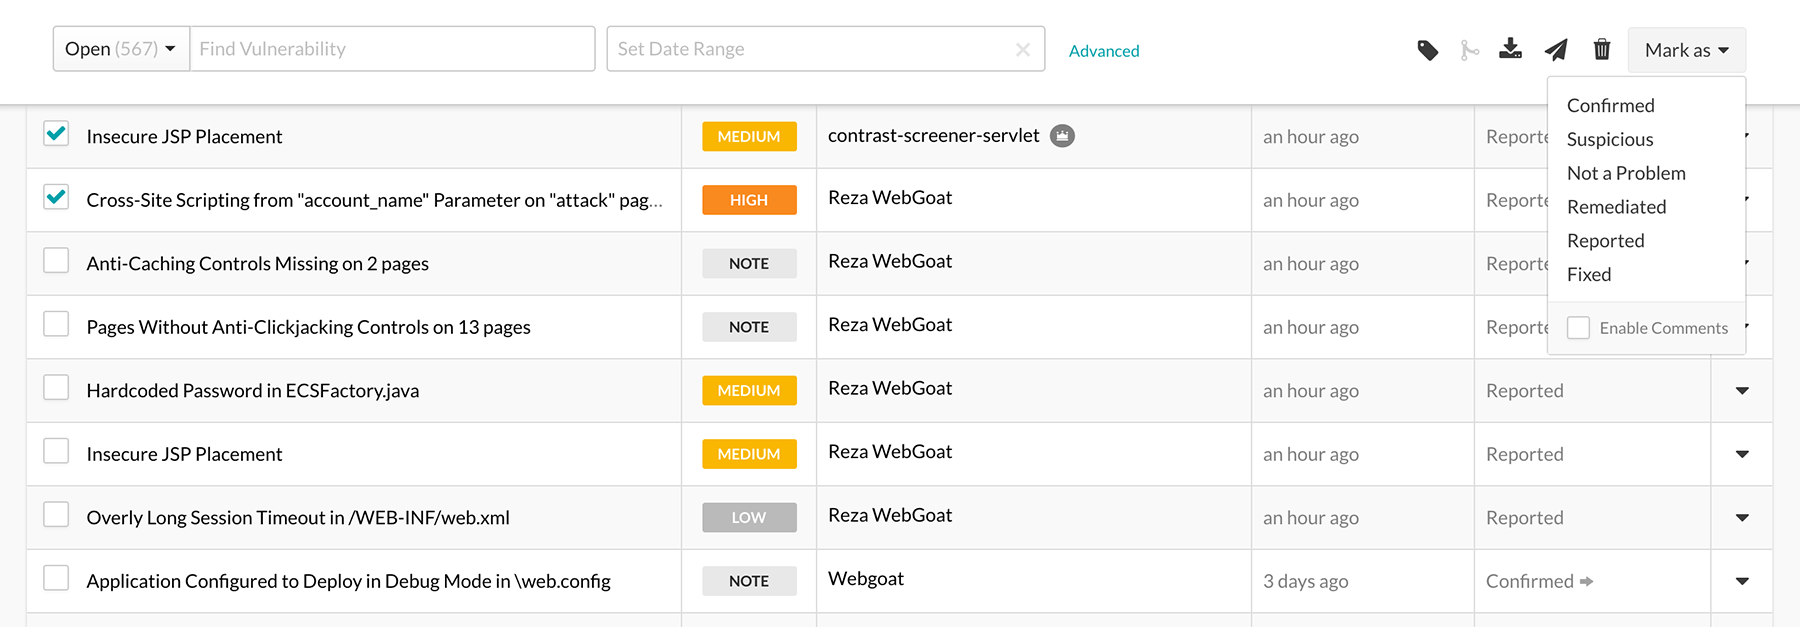 Open (567) Find Vulnerability Set Date Range Advanced Mark as
Confirmed
Suspicious
Not a Problem
Remediated
Reported
Fixed
Enable Comments
Insecure JSP Placement MEDIUM contrast-screener-servlet an hour ago Reporte
Cross-Site Scripting from "account_name" Parameter on "attack" pag... HIGH Reza WebGoat an hour ago Reporte
Anti-Caching Controls Missing on 2 pages NOTE Reza WebGoat an hour ago Reporte
Pages Without Anti-Clickjacking Controls on 13 pages NOTE Reza WebGoat an hour ago Reporte
Hardcoded Password in ECSFactory.java MEDIUM Reza WebGoat an hour ago Reported
Insecure JSP Placement MEDIUM Reza WebGoat an hour ago Reported
Overly Long Session Timeout in /WEB-INF/web.xml LOW Reza WebGoat an hour ago Reported
Application Configured to Deploy in Debug Mode in \web.config NOTE Webgoat 3 days ago Confirmed